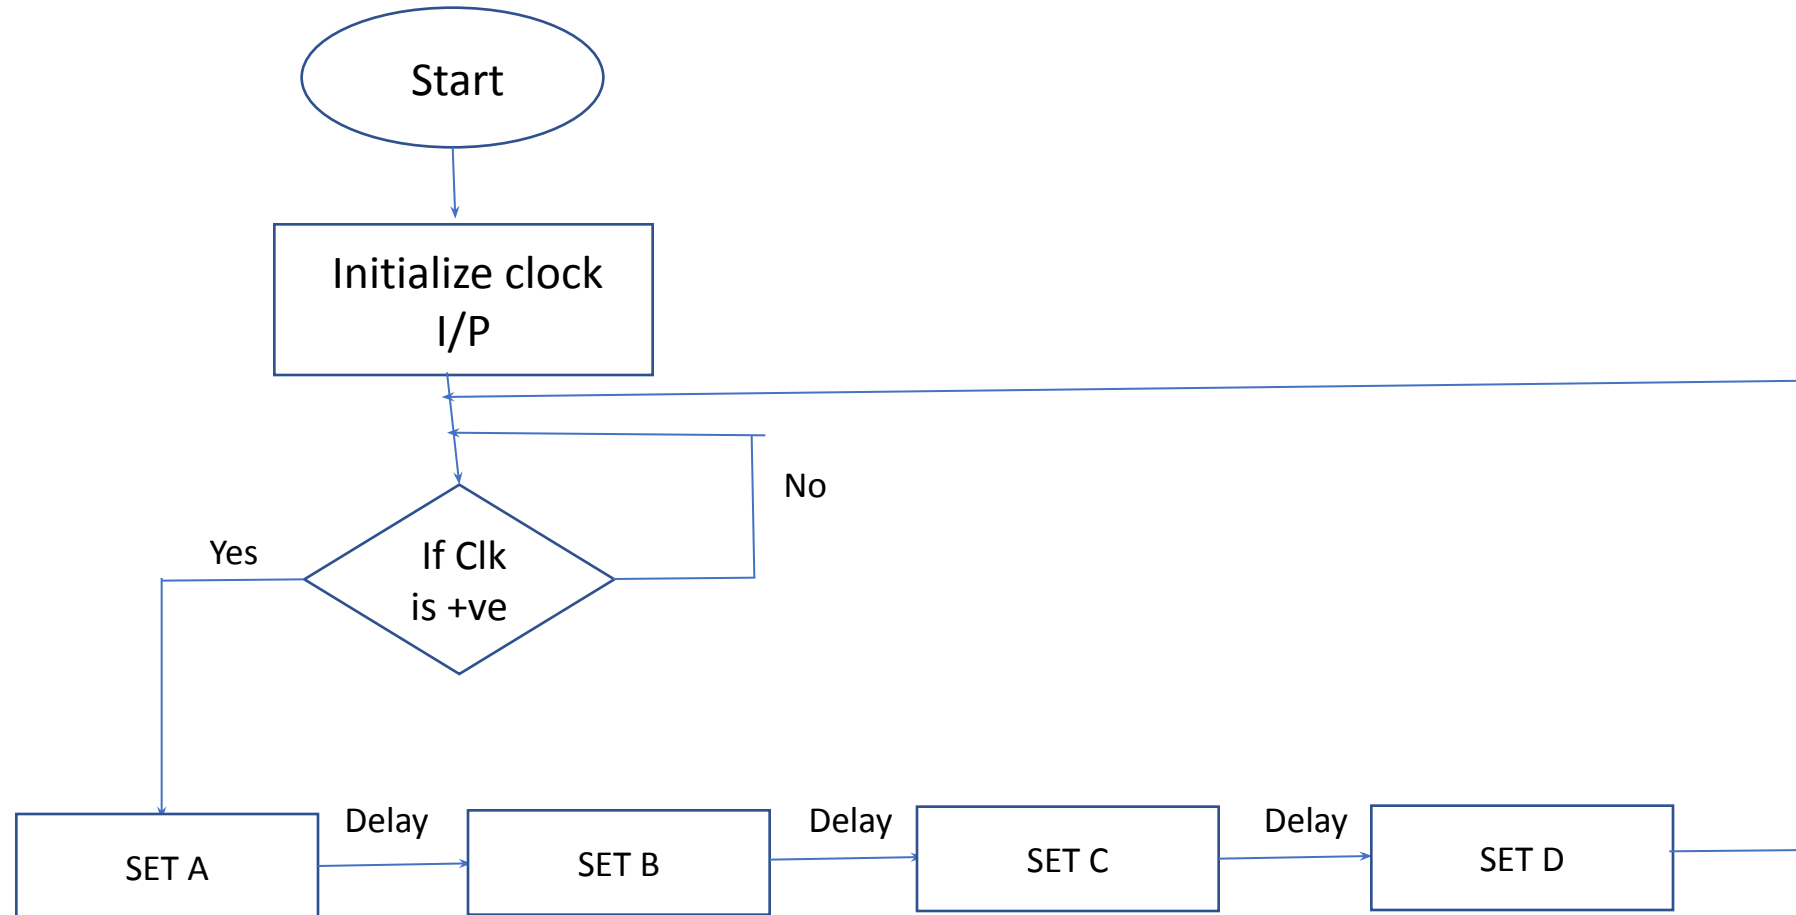 Start
Initialize clock
I/P
No
Yes
If Clk
is +ve
Delay
Delay
Delay
SET A
SET B
SET C
SET D